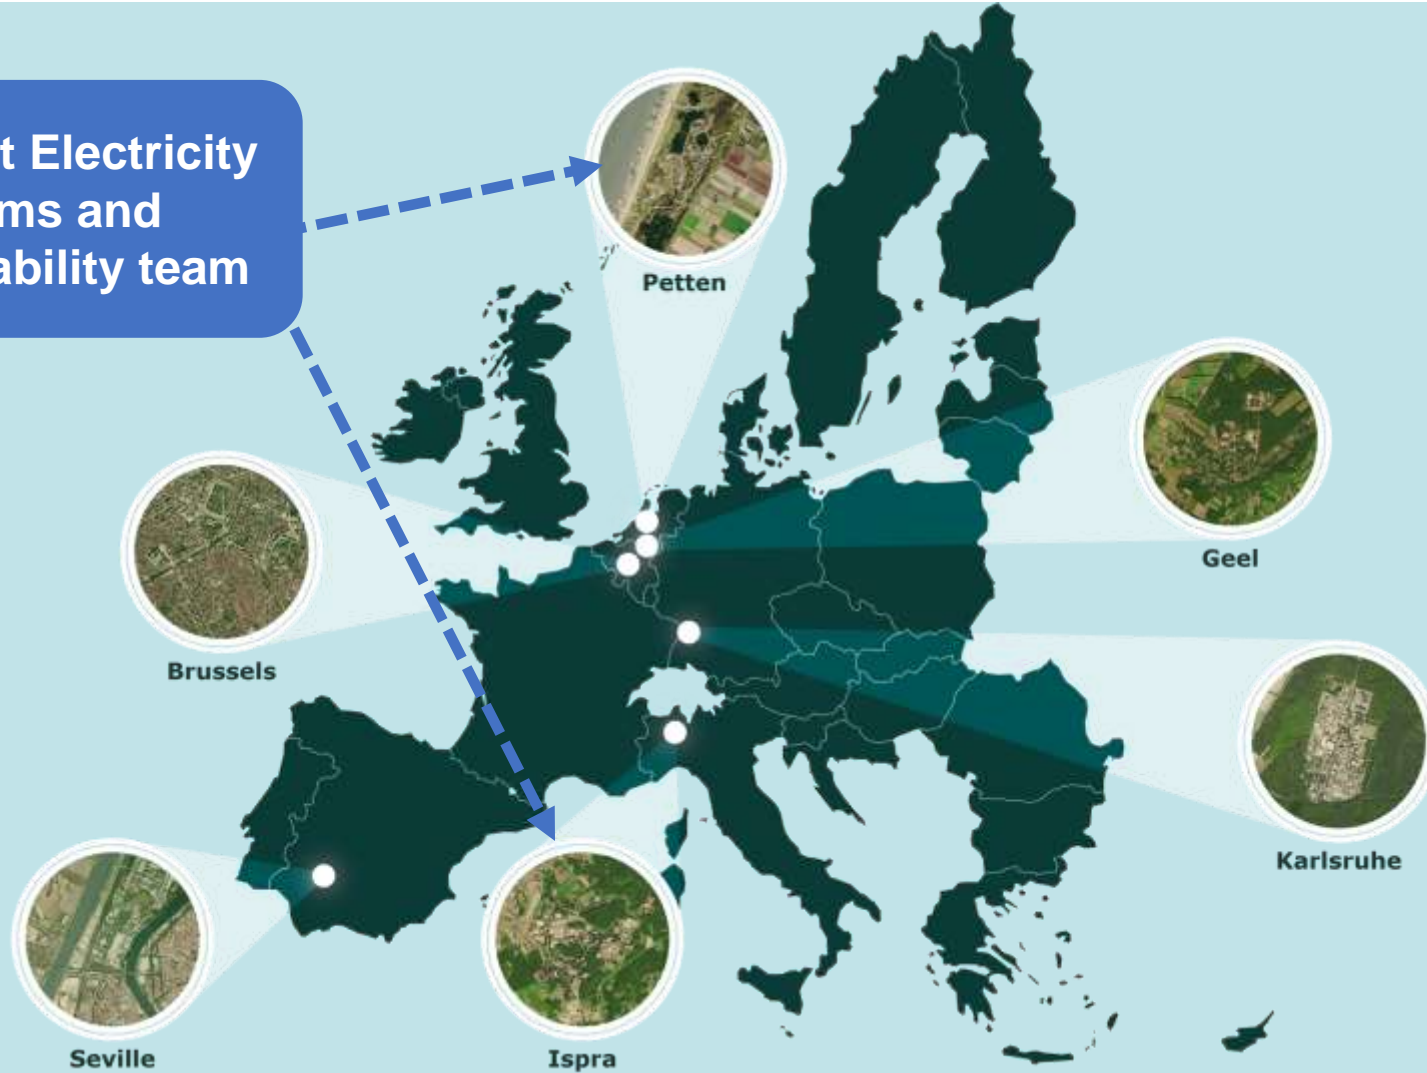 t Electricity
ms and
ability team
Petten
Geel
Brussels
Karlsruhe
Seville
Ispra